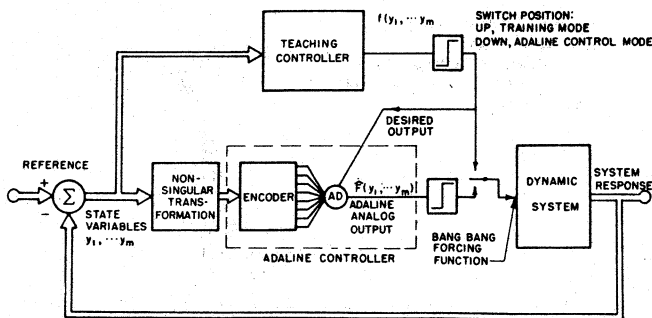 f(y₁, ··· yₘ)
SWITCH POSITION:
UP, TRAINING MODE
DOWN, ADALINE CONTROL MODE
TEACHING
CONTROLLER
DESIRED
OUTPUT
REFERENCE
+
Σ
−
STATE
VARIABLES
y₁, ··· yₘ
NON-
SINGULAR
TRANS-
FORMATION
ENCODER
AD
F(y₁, ··· yₘ)
ADALINE
ANALOG
OUTPUT
ADALINE CONTROLLER
BANG BANG
FORCING
FUNCTION
DYNAMIC
SYSTEM
SYSTEM
RESPONSE